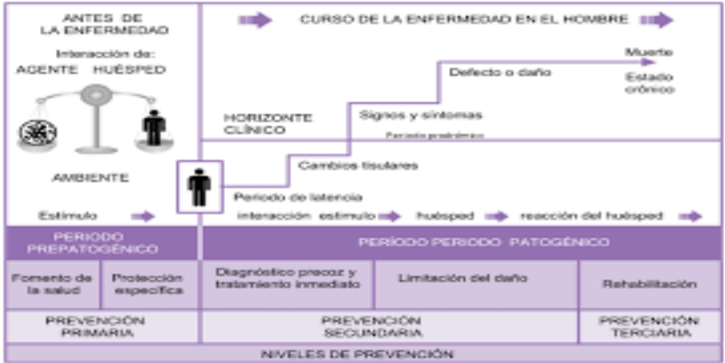 ANTES DE
LA ENFERMEDAD
Interacción de:
AGENTE HUÉSPED
AMBIENTE
Estímulo
CURSO DE LA ENFERMEDAD EN EL HOMBRE
Muerte
Defecto o daño
Estado
crónico
HORIZONTE
CLÍNICO
Signos y síntomas
Periodo prodrómico
Cambios tisulares
Periodo de latencia
interacción estimulo huésped reacción del huésped
PERIODO
PREPATOGÉNICO
PERÍODO PERIODO PATOGÉNICO
Fomento de
la salud
Protección
específica
Diagnóstico precoz y
tratamiento inmediato
Limitación del daño
Rehabilitación
PREVENCIÓN
PRIMARIA
PREVENCIÓN
SECUNDARIA
PREVENCIÓN
TERCIARIA
NIVELES DE PREVENCIÓN